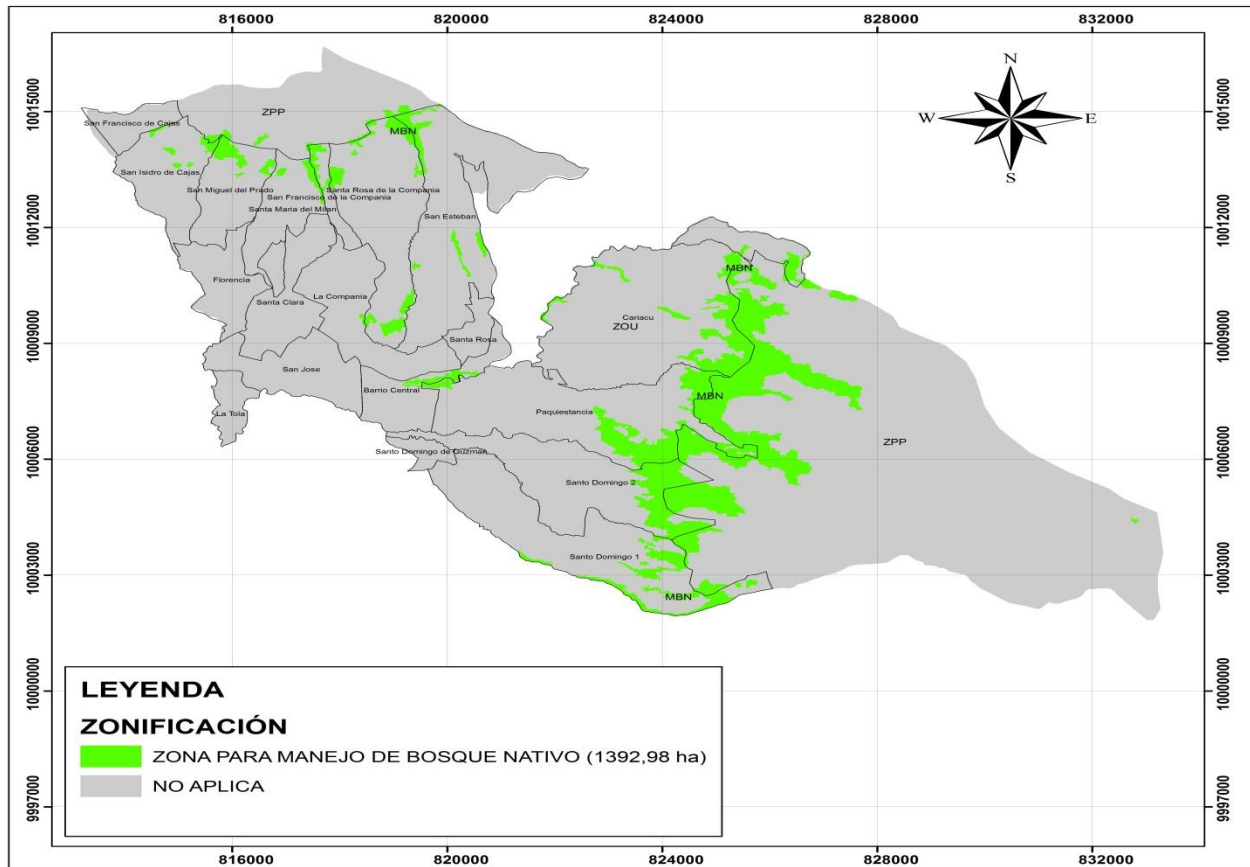 816000 820000 824000 828000 832000
N
W E
S
10015000 10015000
10012000 10012000
10009000 10009000
10006000 10006000
10003000 10003000
10000000 10000000
9997000 9997000
ZPP
San Francisco de Cajas
MBN
San Isidro de Cajas
San Miguel del Prado
Santa Rosa de la Compania
San Francisco de la Compania
Santa Maria del Milan
San Esteban
MBN
Florencia
Santa Clara
La Compania
Cariacu
ZOU
Santa Rosa
San Jose
Barrio Central
MBN
La Tola
Paquiestancia
ZPP
Santo Domingo de Guzman
Santo Domingo 2
Santo Domingo 1
MBN
LEYENDA
ZONIFICACIÓN
ZONA PARA MANEJO DE BOSQUE NATIVO (1392,98 ha)
NO APLICA
816000 820000 824000 828000 832000